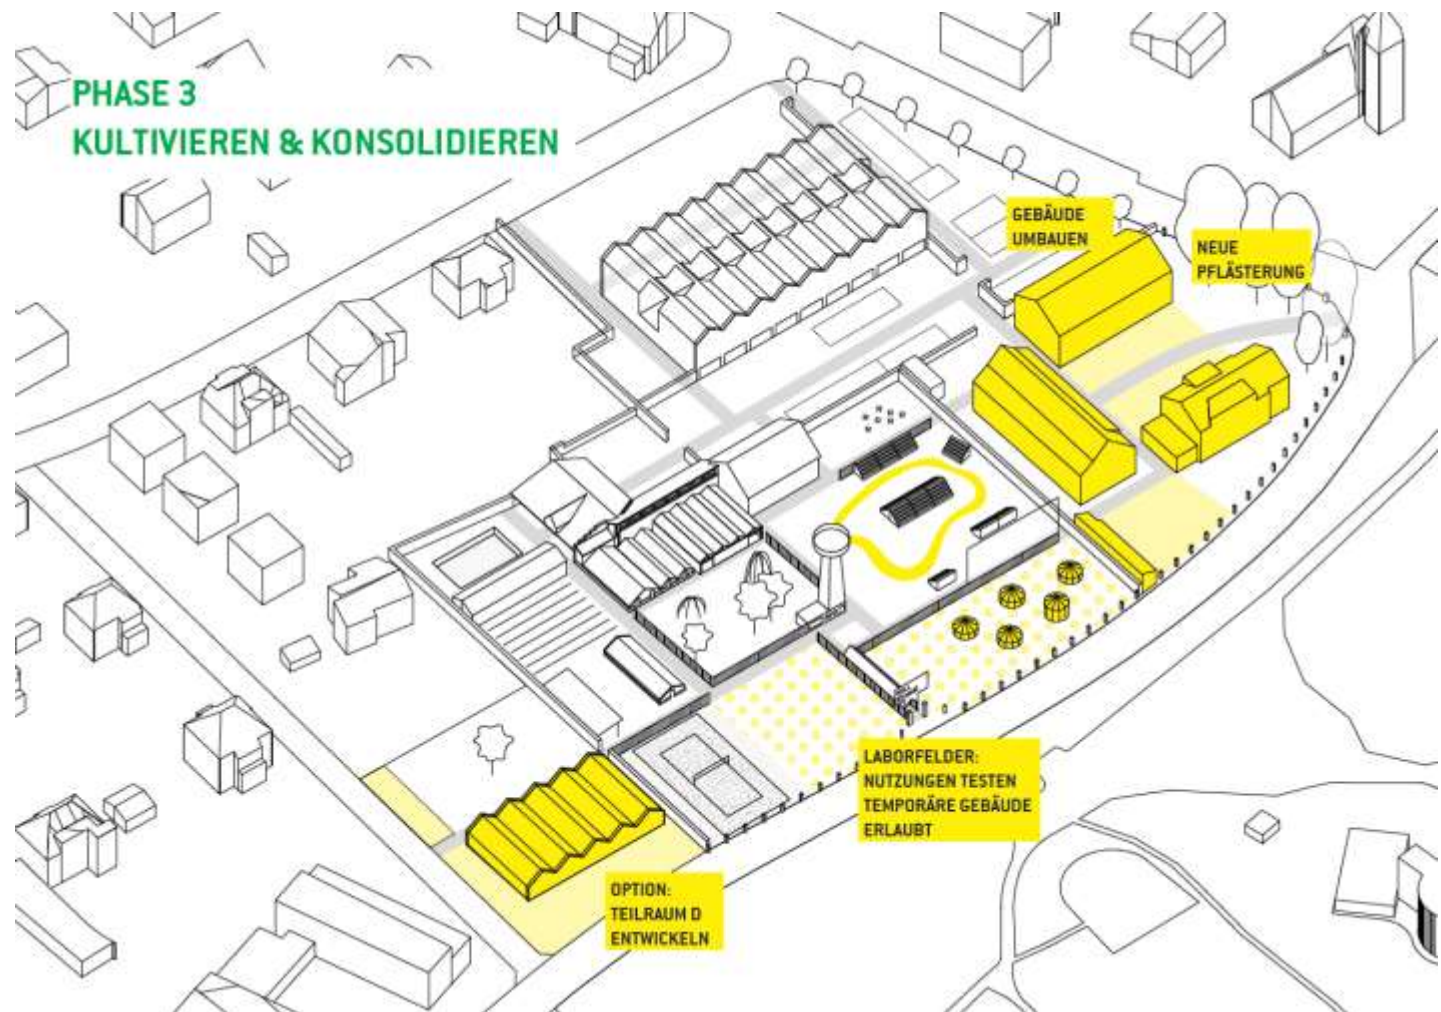 PHASE 3
KULTIVIEREN & KONSOLIDIEREN
GEBÄUDE
UMBAUEN
NEUE
PFLÄSTERUNG
LABORFELDER:
NUTZUNGEN TESTEN
TEMPORÄRE GEBÄUDE
ERLAUBT
OPTION:
TEILRAUM D
ENTWICKELN